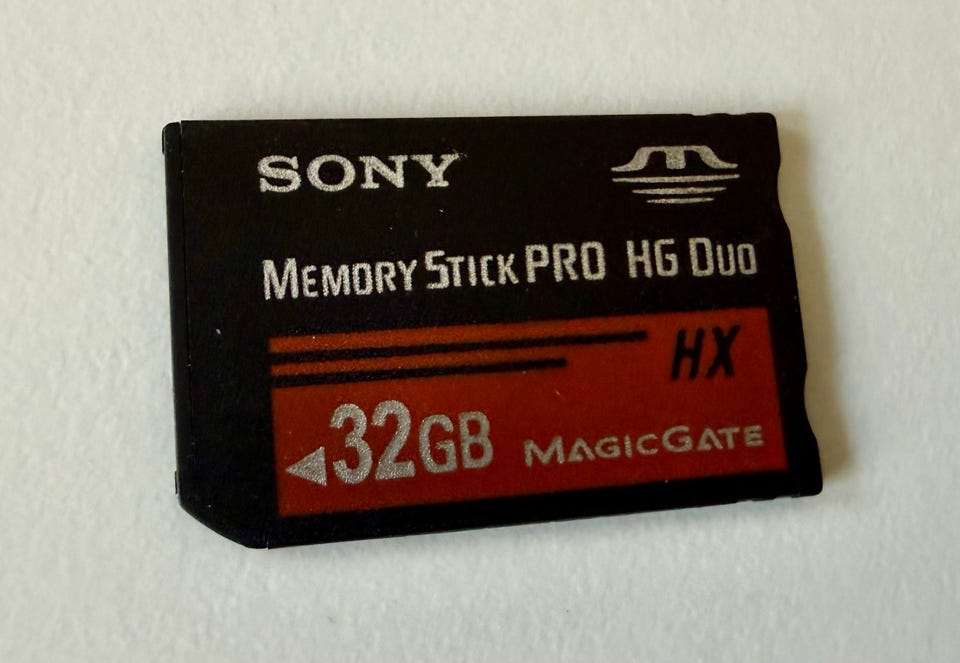 SONY
MEMORY STICK PRO HG DUO
HX
32GB
MAGICGATE